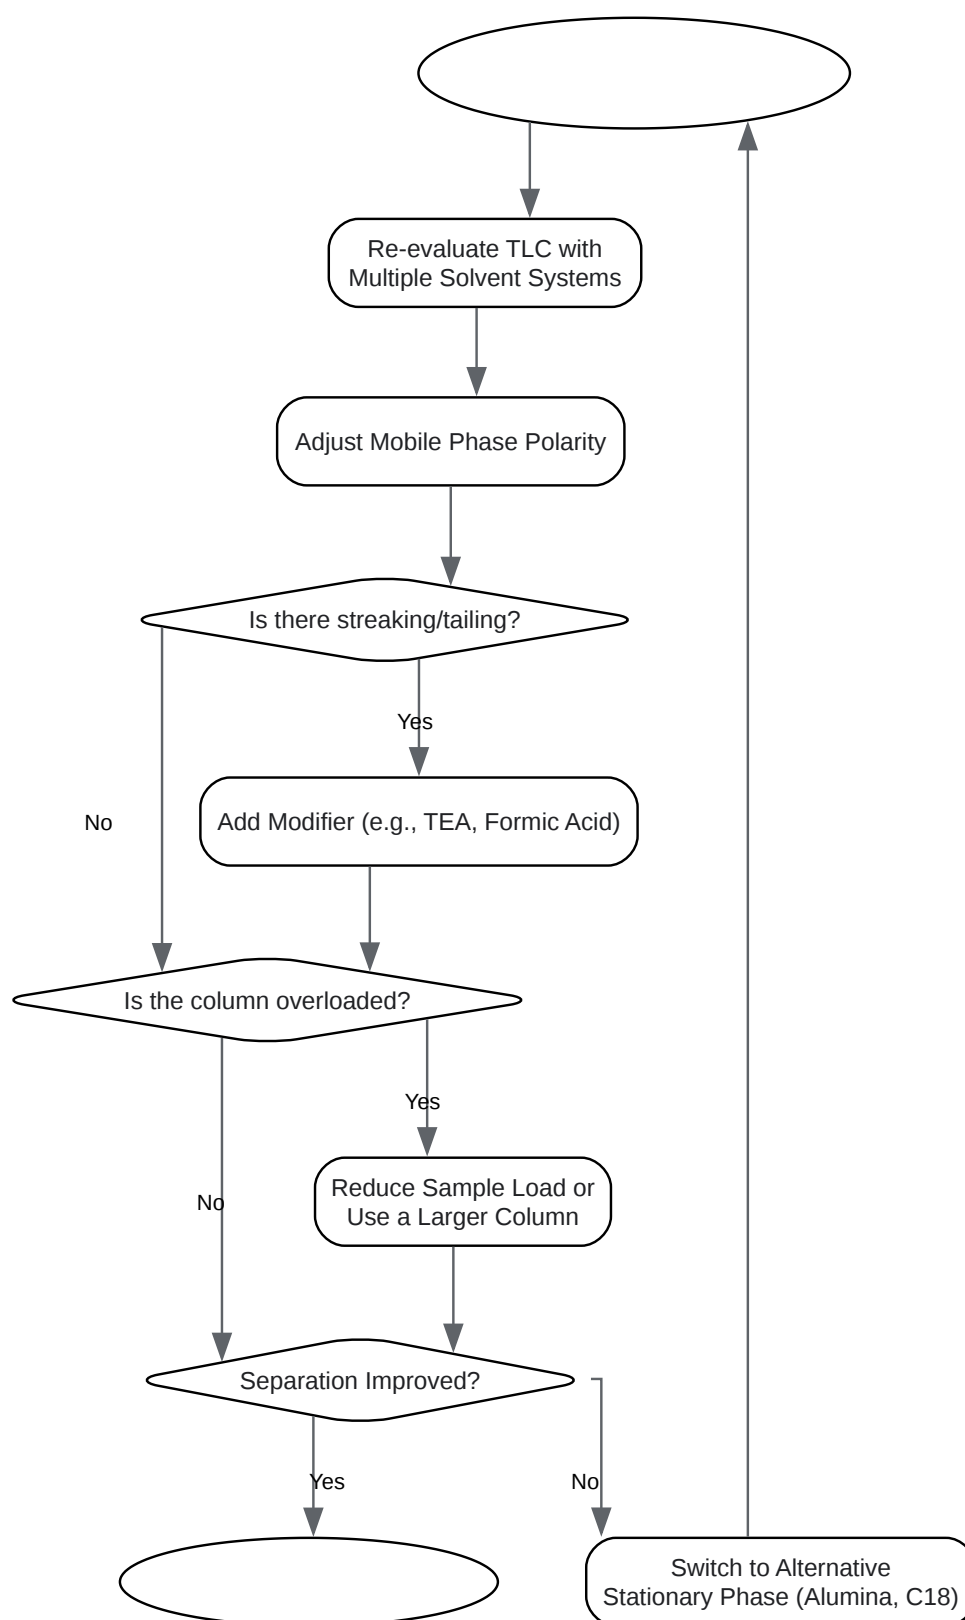 Re-evaluate TLC with
Multiple Solvent Systems
Adjust Mobile Phase Polarity
Is there streaking/tailing?
Yes
No
Add Modifier (e.g., TEA, Formic Acid)
Is the column overloaded?
Yes
No
Reduce Sample Load or
Use a Larger Column
Separation Improved?
Yes
No
Switch to Alternative
Stationary Phase (Alumina, C18)